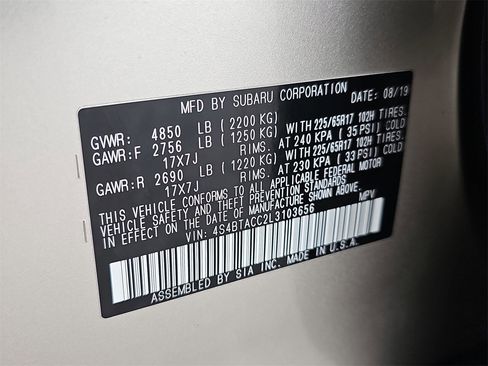 MFD BY SUBARU CORPORATION DATE: 08/19
GVWR: 4850 LB (2200 KG)
GAWR:F 2756 LB (1250 KG) WITH 225/65R17 102H TIRES,
17X7J RIMS, AT 240 KPA (35 PSI) COLD
GAWR:R 2690 LB (1220 KG) WITH 225/65R17 102H TIRES,
17X7J RIMS, AT 230 KPA (33 PSI) COLD
THIS VEHICLE CONFORMS TO ALL APPLICABLE FEDERAL MOTOR
VEHICLE SAFETY, BUMPER, AND THEFT PREVENTION STANDARDS
IN EFFECT ON THE DATE OF MANUFACTURE SHOWN ABOVE.
VIN: 4S4BTACC2L3103656 MPV
ASSEMBLED BY SIA INC. MADE IN U.S.A.